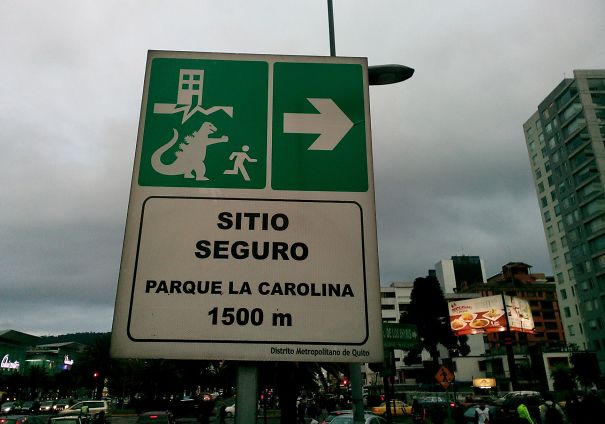 SITIO
SEGURO
PARQUE LA CAROLINA
1500 m
Distrito Metropolitano de Quito